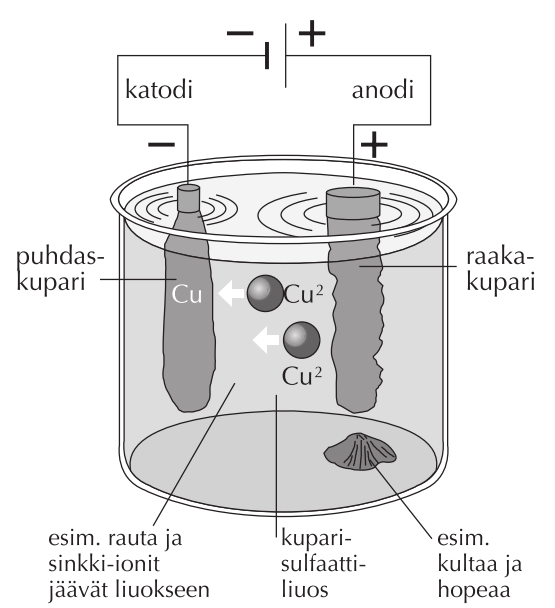 − +
katodi anodi
− +
puhdas-
kupari
raaka-
kupari
Cu
Cu²
Cu²
esim. rauta ja
sinkki-ionit
jäävät liuokseen
kupari-
sulfaatti-
liuos
esim.
kultaa ja
hopeaa